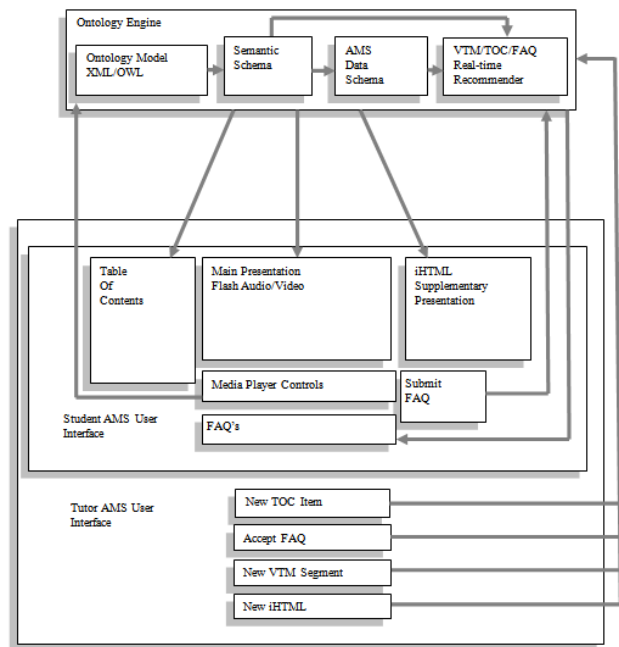 Ontology Engine
Ontology Model
XML/OWL
Semantic
Schema
AMS
Data
Schema
VTM/TOC/FAQ
Real-time
Recommender
Table
Of
Contents
Main Presentation
Flash Audio/Video
iHTML
Supplementary
Presentation
Media Player Controls
Submit
FAQ
Student AMS User
Interface
FAQ's
Tutor AMS User
Interface
New TOC Item
Accept FAQ
New VTM Segment
New iHTML